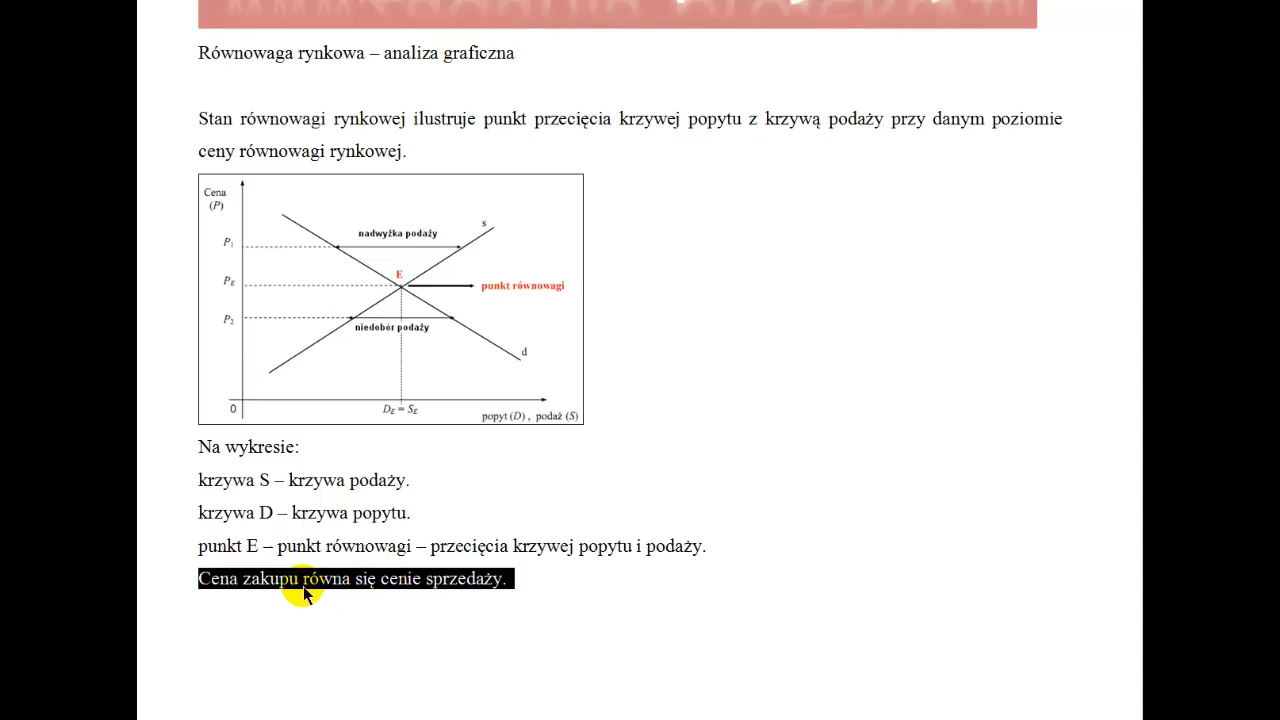 Równowaga rynkowa – analiza graficzna
Stan równowagi rynkowej ilustruje punkt przecięcia krzywej popytu z krzywą podaży przy danym poziomie
ceny równowagi rynkowej.
Cena
(P)
s
nadwyżka podaży
P1
E
PE
punkt równowagi
P2
niedobór podaży
d
0
DE = SE
popyt (D) , podaż (S)
Na wykresie:
krzywa S – krzywa podaży.
krzywa D – krzywa popytu.
punkt E – punkt równowagi – przecięcia krzywej popytu i podaży.
Cena zakupu równa się cenie sprzedaży.